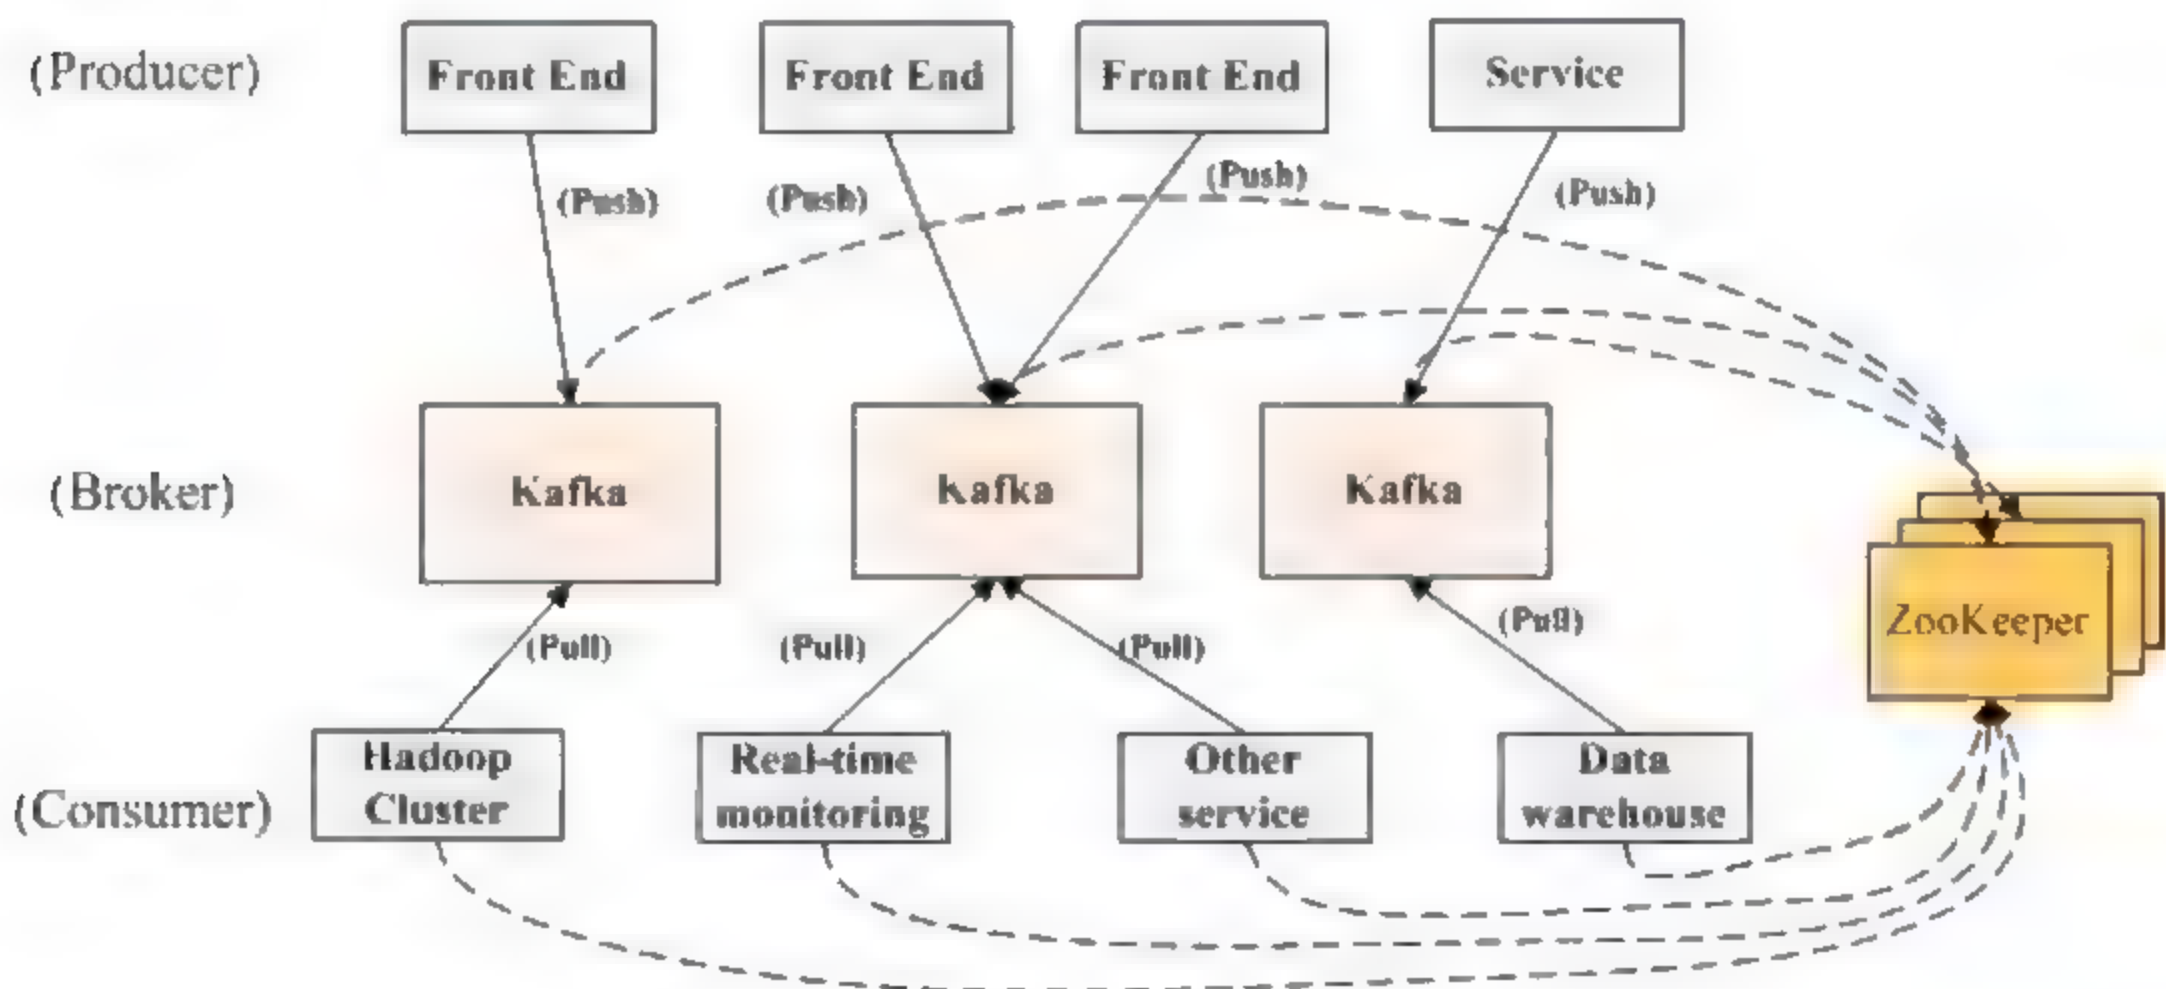 (Producer)
Front End
Front End
Front End
Service
(Push)
(Push)
(Push)
(Push)
(Broker)
Kafka
Kafka
Kafka
ZooKeeper
(Pull)
(Pull)
(Pull)
(Pull)
(Consumer)
Hadoop
Cluster
Real-time
monitoring
Other
service
Data
warehouse